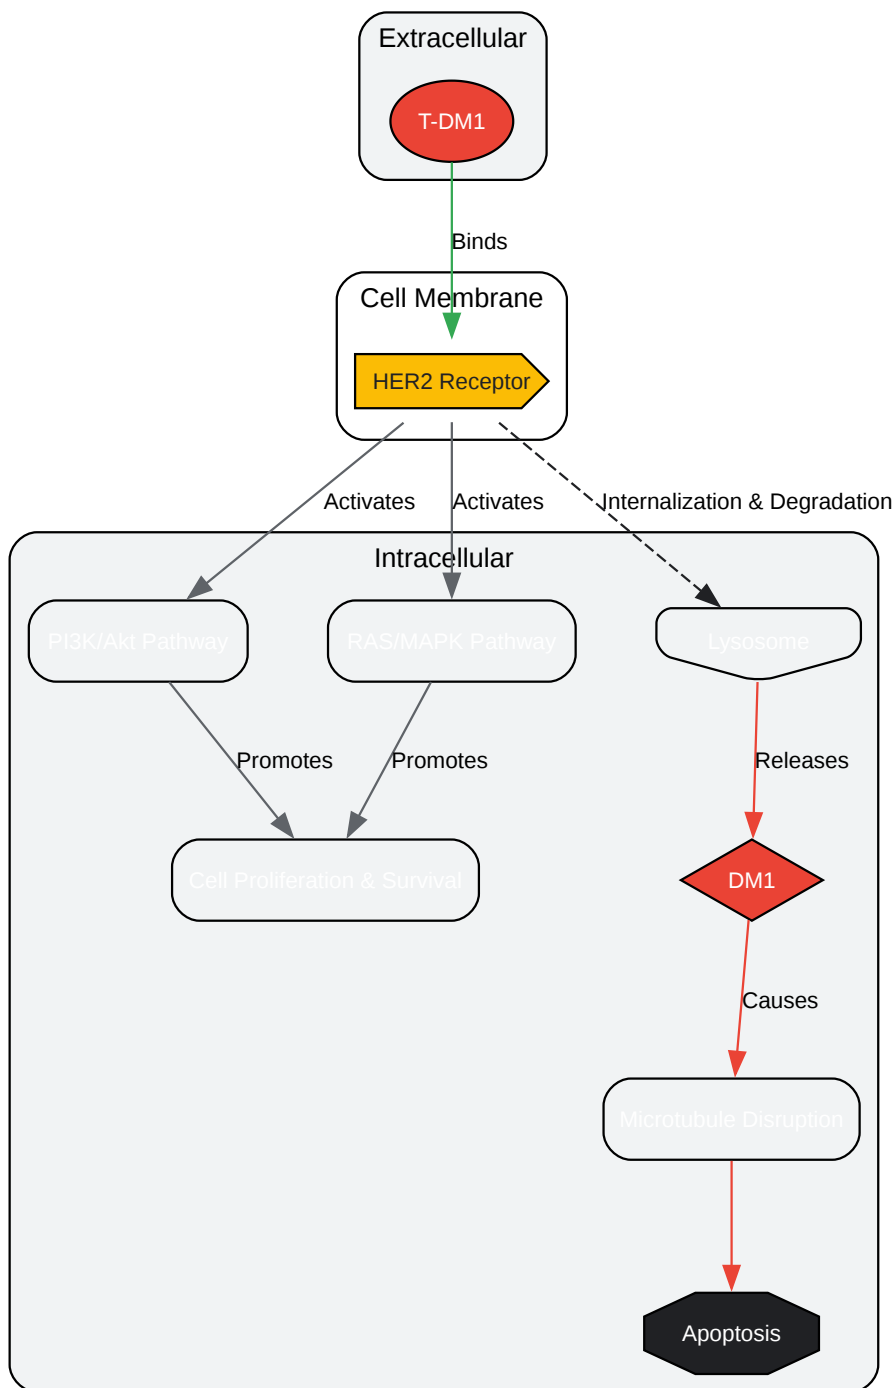 Extracellular
T-DM1
Binds
Cell Membrane
HER2 Receptor
Activates
Activates
Internalization & Degradation
Intracellular
PI3K/Akt Pathway
RAS/MAPK Pathway
Lysosome
Promotes
Promotes
Releases
Cell Proliferation & Survival
DM1
Causes
Microtubule Disruption
Apoptosis